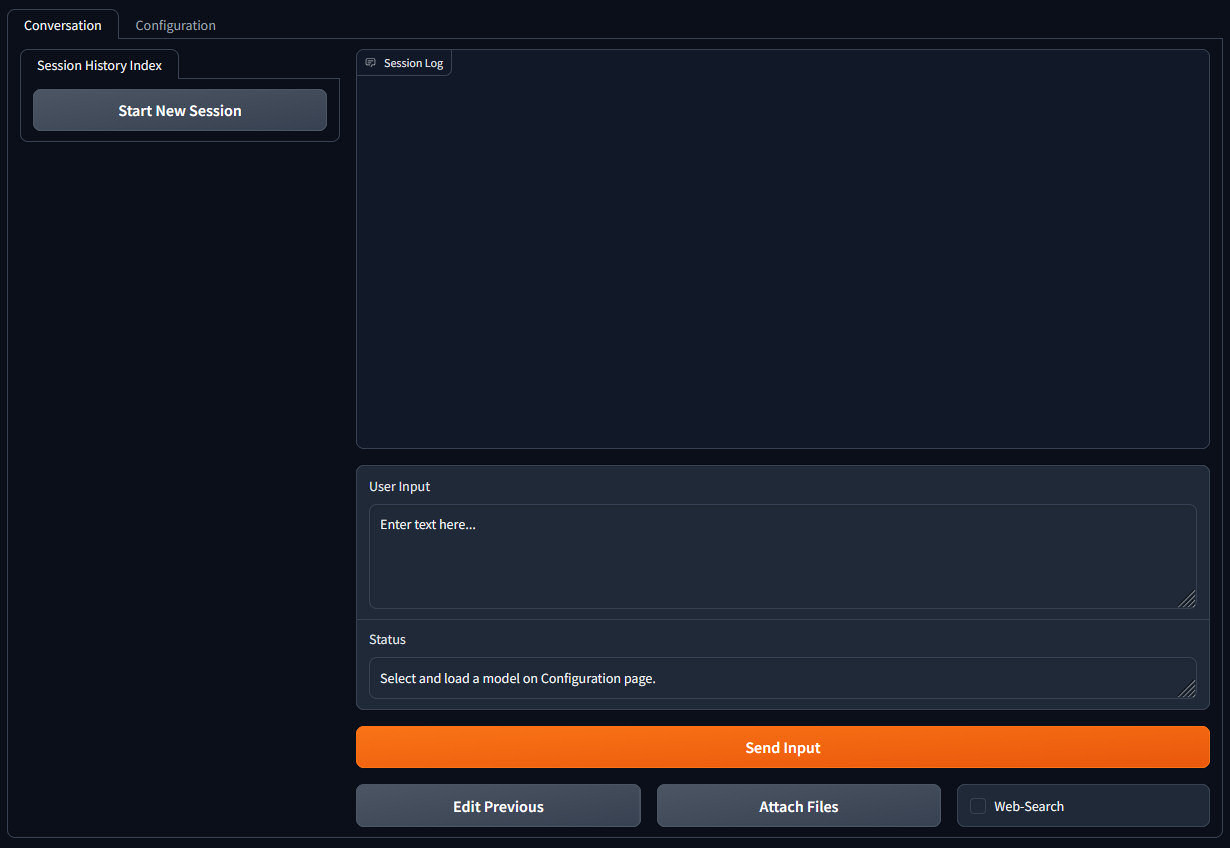 Conversation
Configuration
Session History Index
Start New Session
Session Log
User Input
Enter text here...
Status
Select and load a model on Configuration page.
Send Input
Edit Previous
Attach Files
Web-Search